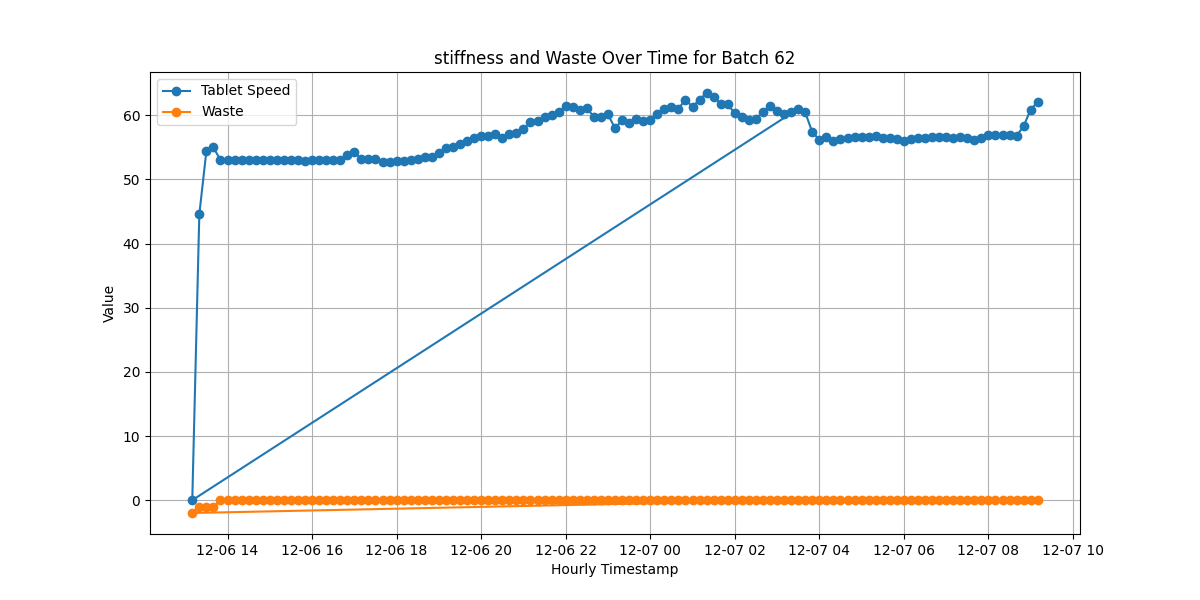 stiffness and Waste Over Time for Batch 62
Tablet Speed
Waste
Value
60
50
40
30
20
10
0
12-06 14 12-06 16 12-06 18 12-06 20 12-06 22 12-07 00 12-07 02 12-07 04 12-07 06 12-07 08 12-07 10
Hourly Timestamp